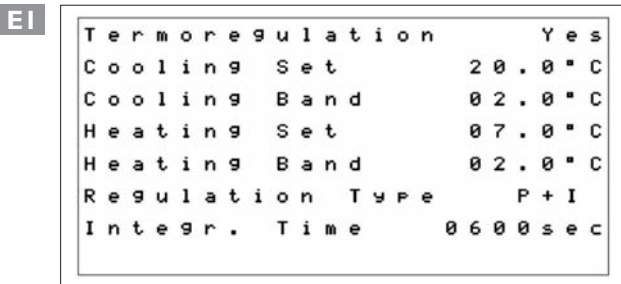 EI
Termoregulation Yes
Cooling Set 20.0°C
Cooling Band 02.0°C
Heating Set 07.0°C
Heating Band 02.0°C
Regulation Type P+I
Integr. Time 0600sec